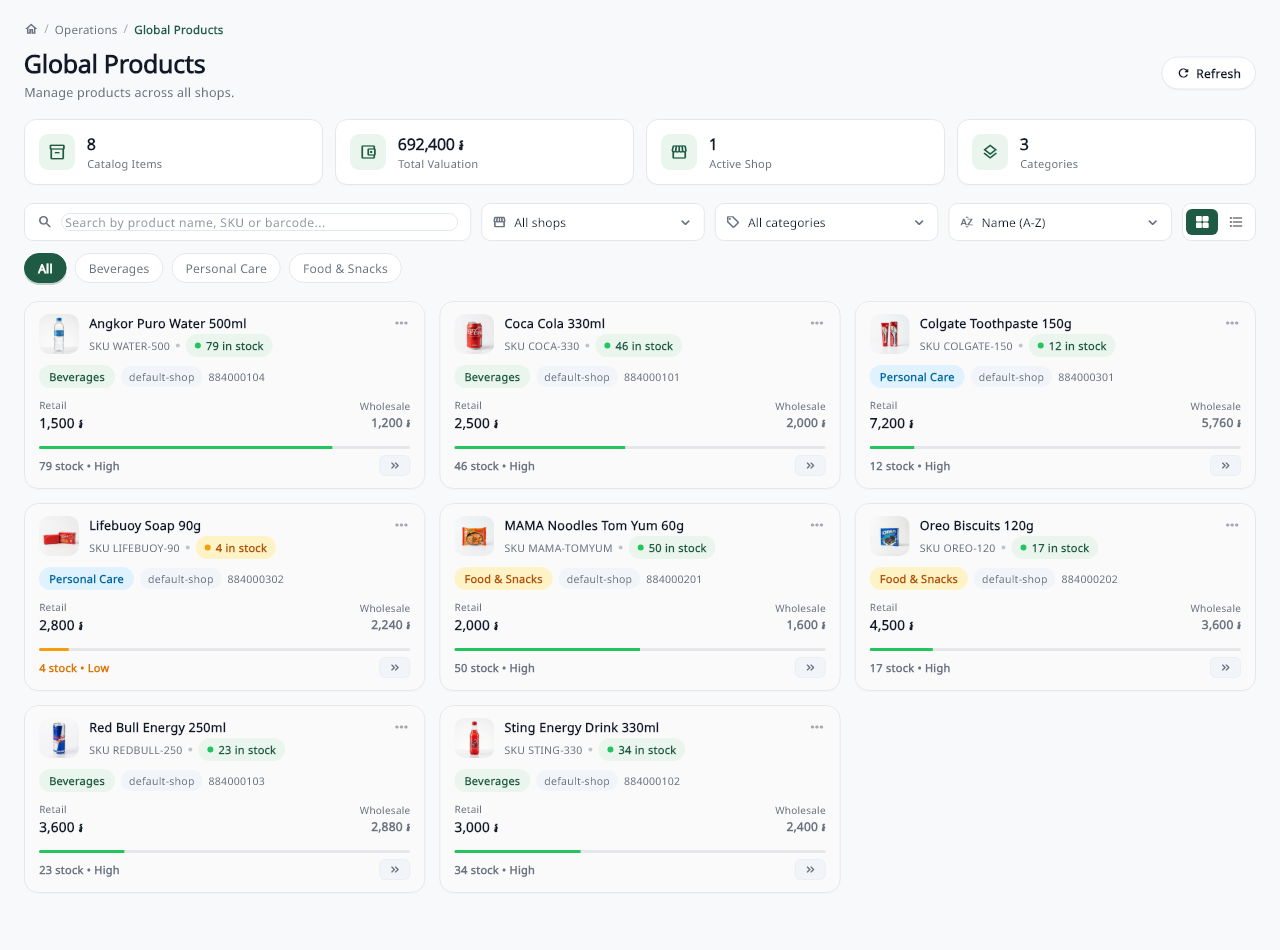 / Operations / Global Products
Global Products
Manage products across all shops.
Refresh
8
Catalog Items
692,400 ៛
Total Valuation
1
Active Shop
3
Categories
Search by product name, SKU or barcode...
All shops
All categories
Name (A-Z)
All
Beverages
Personal Care
Food & Snacks
Angkor Puro Water 500ml
SKU WATER-500 • 79 in stock
Beverages default-shop 884000104
Retail Wholesale
1,500 ៛ 1,200 ៛
79 stock • High
Coca Cola 330ml
SKU COCA-330 • 46 in stock
Beverages default-shop 884000101
Retail Wholesale
2,500 ៛ 2,000 ៛
46 stock • High
Colgate Toothpaste 150g
SKU COLGATE-150 • 12 in stock
Personal Care default-shop 884000301
Retail Wholesale
7,200 ៛ 5,760 ៛
12 stock • High
Lifebuoy Soap 90g
SKU LIFEBUOY-90 • 4 in stock
Personal Care default-shop 884000302
Retail Wholesale
2,800 ៛ 2,240 ៛
4 stock • Low
MAMA Noodles Tom Yum 60g
SKU MAMA-TOMYUM • 50 in stock
Food & Snacks default-shop 884000201
Retail Wholesale
2,000 ៛ 1,600 ៛
50 stock • High
Oreo Biscuits 120g
SKU OREO-120 • 17 in stock
Food & Snacks default-shop 884000202
Retail Wholesale
4,500 ៛ 3,600 ៛
17 stock • High
Red Bull Energy 250ml
SKU REDBULL-250 • 23 in stock
Beverages default-shop 884000103
Retail Wholesale
3,600 ៛ 2,880 ៛
23 stock • High
Sting Energy Drink 330ml
SKU STING-330 • 34 in stock
Beverages default-shop 884000102
Retail Wholesale
3,000 ៛ 2,400 ៛
34 stock • High